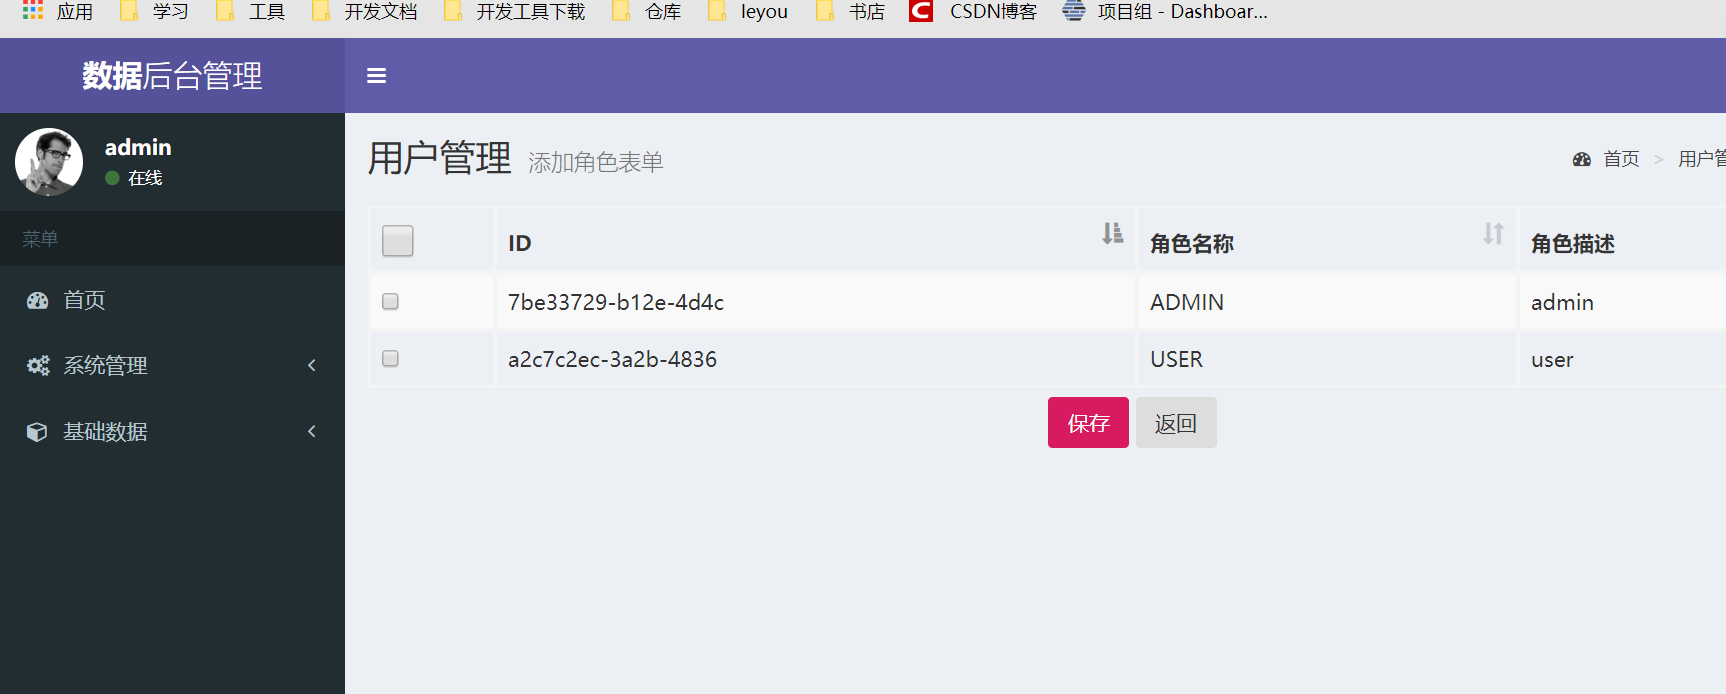 应用 学习 工具 开发文档 开发工具下载 仓库 leyou 书店 CSDN博客 项目组 - Dashboar...
数据后台管理
admin
在线
菜单
首页
系统管理
基础数据
用户管理 添加角色表单
首页 > 用户管
ID 角色名称 角色描述
7be33729-b12e-4d4c ADMIN admin
a2c7c2ec-3a2b-4836 USER user
保存 返回